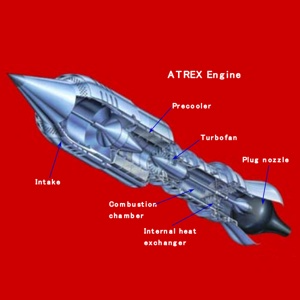 ATREX Engine
Precooler
Turbofan
Plug nozzle
Intake
Combustion
chamber
Internal heat
exchanger